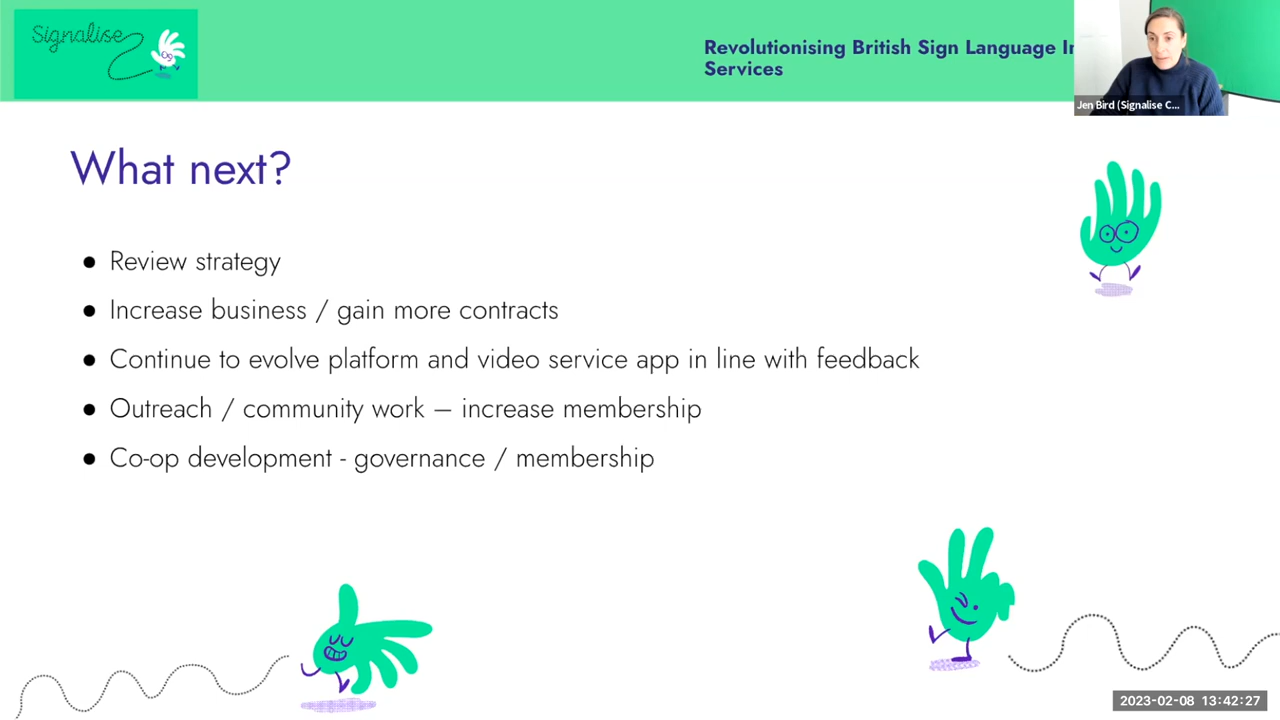 Signalise
Revolutionising British Sign Language
Services
Jen Bird (Signalise C...
What next?
● Review strategy
● Increase business / gain more contracts
● Continue to evolve platform and video service app in line with feedback
● Outreach / community work – increase membership
● Co-op development - governance / membership
2023-02-08 13:42:27